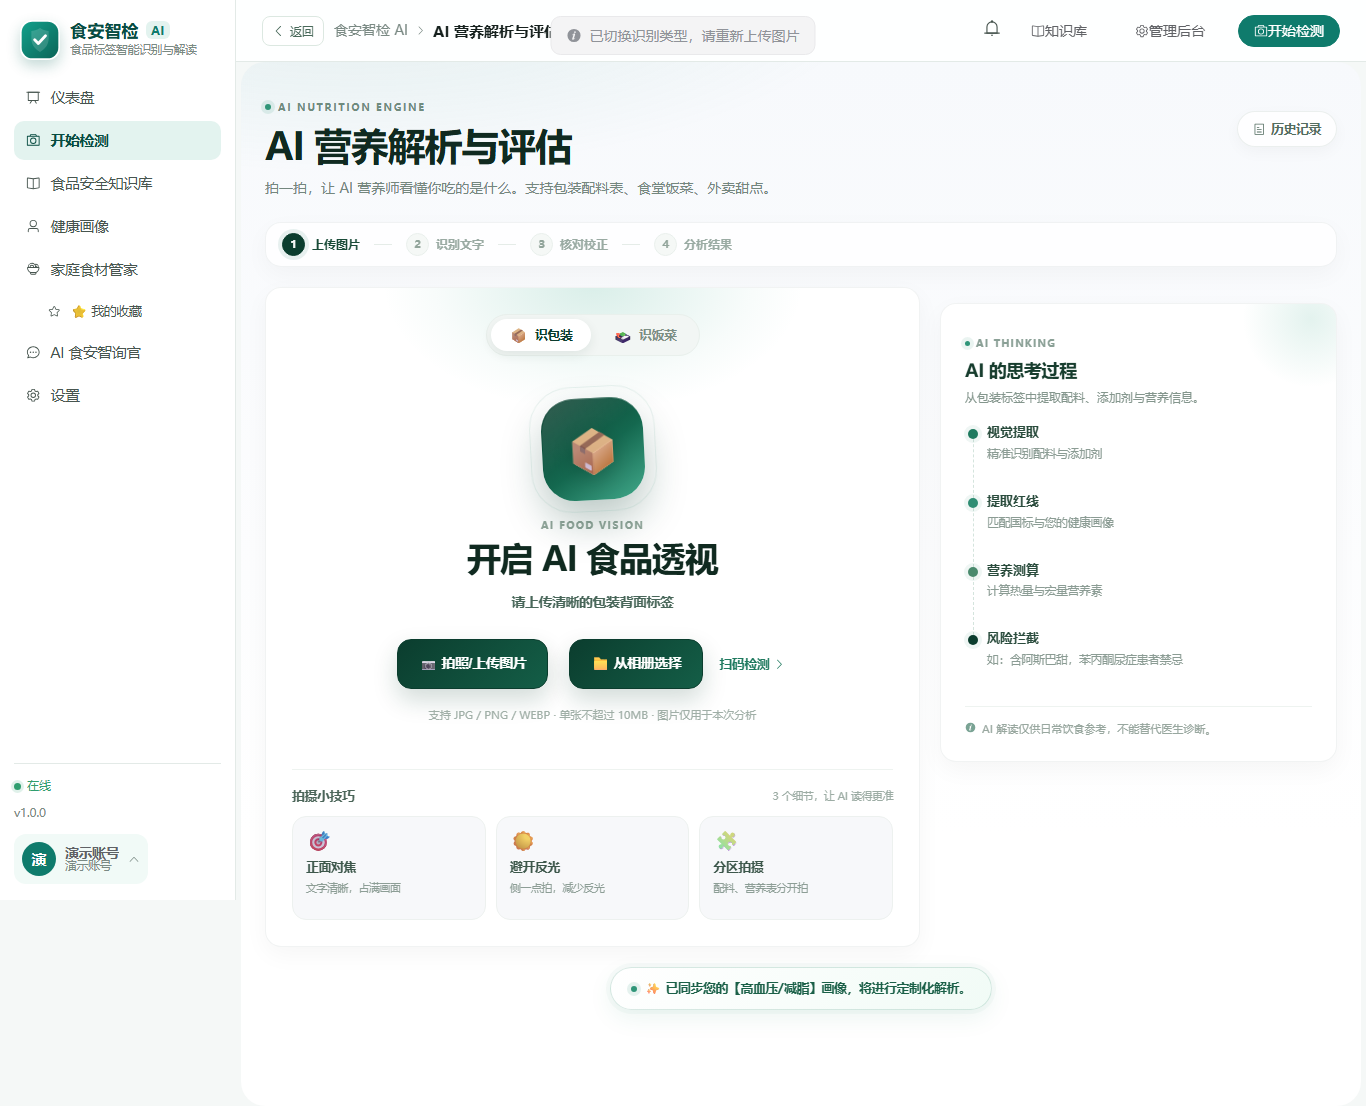 食安智检 AI
食品标签智能识别与解读
仪表盘
开始检测
食品安全知识库
健康画像
家庭食材管家
我的收藏
AI 食安智询官
设置
在线
v1.0.0
演
演示账号
演示账号
返回
食安智检 AI
AI 营养解析与评估
已切换识别类型，请重新上传图片
知识库
管理后台
开始检测
AI NUTRITION ENGINE
AI 营养解析与评估
拍一拍，让 AI 营养师看懂你吃的是什么。支持包装配料表、食堂饭菜、外卖甜点。
历史记录
1 上传图片 2 识别文字 3 核对校正 4 分析结果
识包装
识饭菜
AI FOOD VISION
开启 AI 食品透视
请上传清晰的包装背面标签
拍照/上传图片
从相册选择
扫码检测
支持 JPG / PNG / WEBP · 单张不超过 10MB · 图片仅用于本次分析
拍摄小技巧
3 个细节，让 AI 读得更准
正面对焦
文字清晰，占满画面
避开反光
侧一点拍，减少反光
分区拍摄
配料、营养表分开拍
AI THINKING
AI 的思考过程
从包装标签中提取配料、添加剂与营养信息。
视觉提取
精准识别配料与添加剂
提取红线
匹配国标与您的健康画像
营养测算
计算热量与宏量营养素
风险拦截
如：含阿斯巴甜，苯丙酮尿症患者禁忌
AI 解读仅供日常饮食参考，不能替代医生诊断。
已同步您的【高血压/减脂】画像，将进行定制化解析。